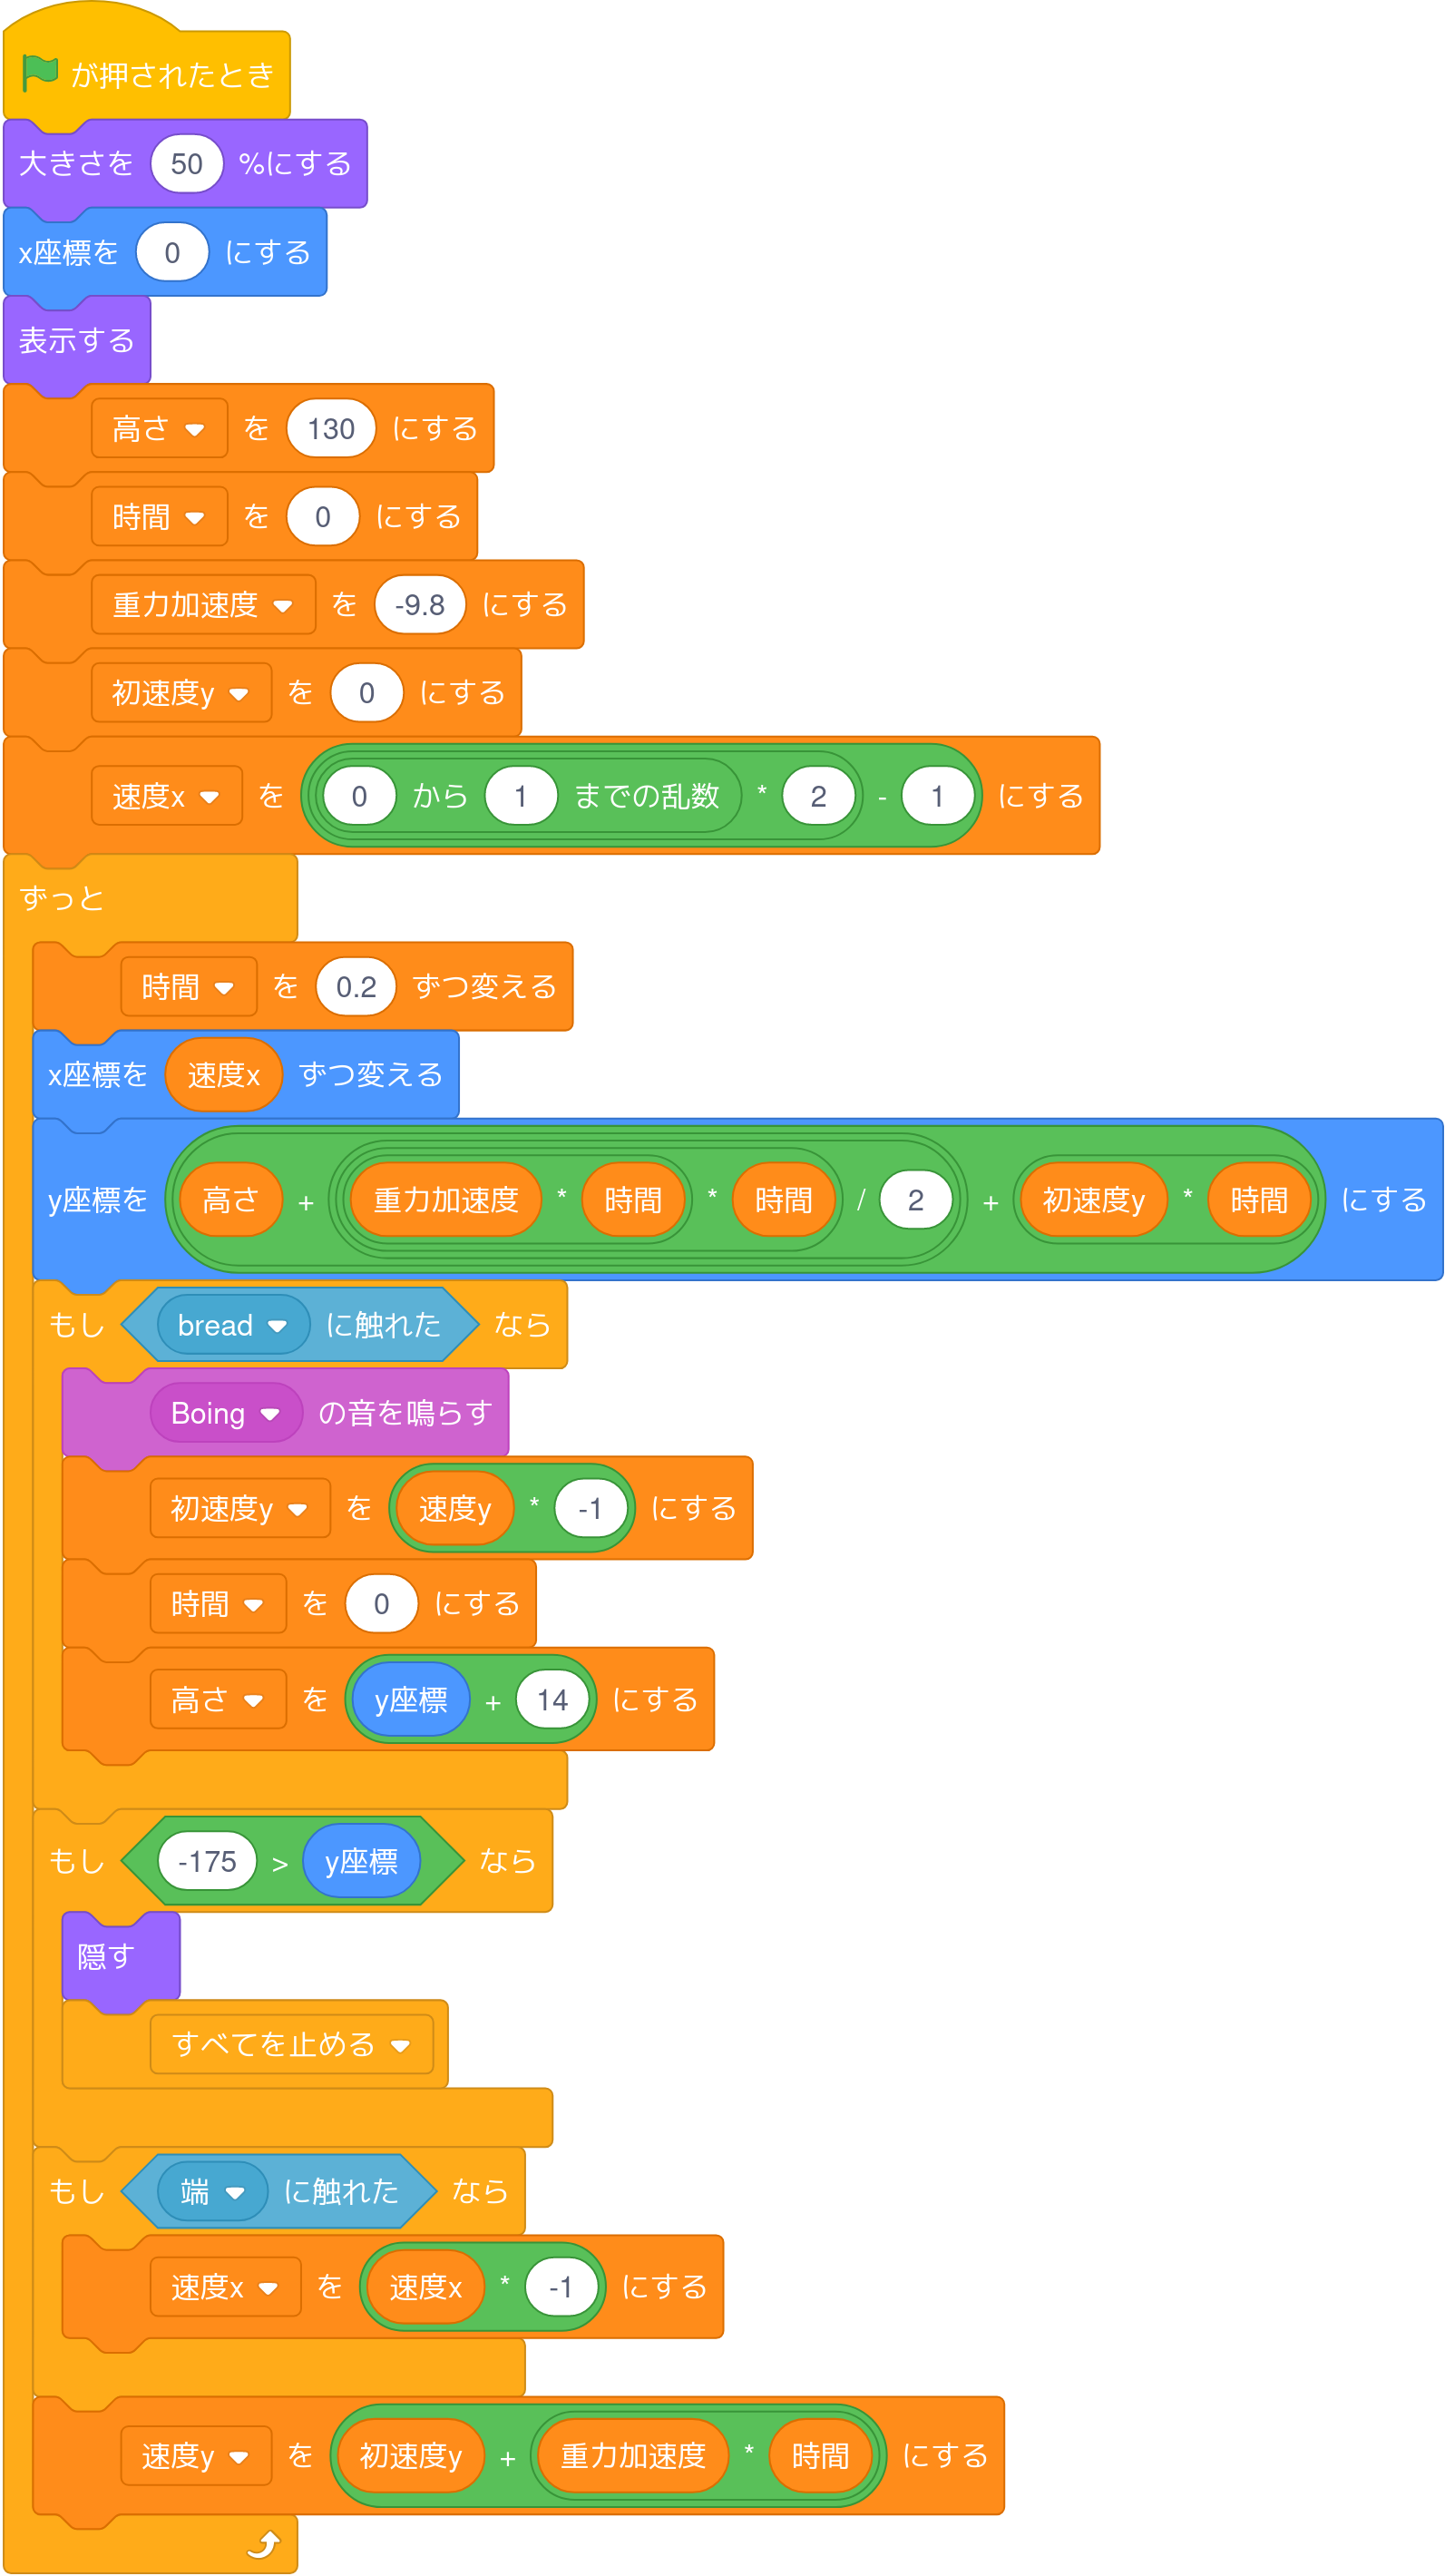 が押されたとき
大きさを 50 %にする
x座標を 0 にする
表示する
高さ を 130 にする
時間 を 0 にする
重力加速度 を -9.8 にする
初速度y を 0 にする
速度x を 0 から 1 までの乱数 * 2 - 1 にする
ずっと
時間 を 0.2 ずつ変える
x座標を 速度x ずつ変える
y座標を 高さ + 重力加速度 * 時間 * 時間 / 2 + 初速度y * 時間 にする
もし bread に触れた なら
Boing の音を鳴らす
初速度y を 速度y * -1 にする
時間 を 0 にする
高さ を y座標 + 14 にする
もし -175 > y座標 なら
隠す
すべてを止める
もし 端 に触れた なら
速度x を 速度x * -1 にする
速度y を 初速度y + 重力加速度 * 時間 にする